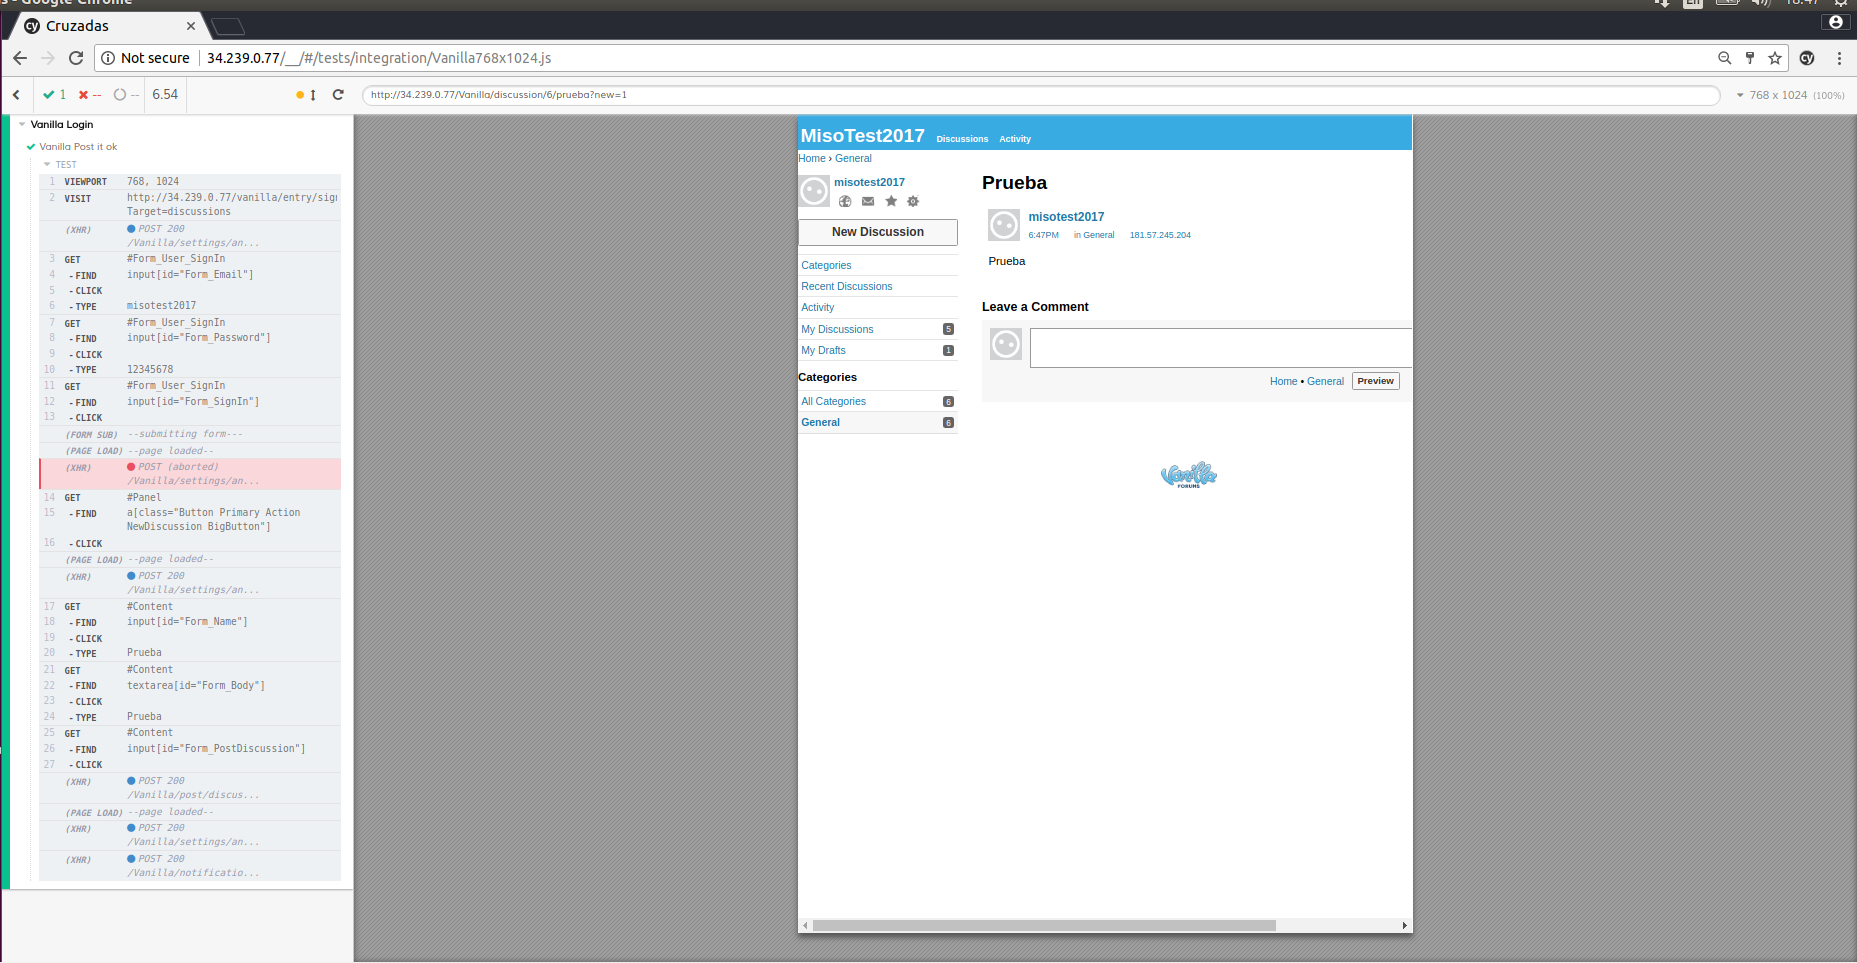 s - Google Chrome
En
18:47
cy Cruzadas
Not secure 34.239.0.77/__/#/tests/integration/Vanilla768x1024.js
cy
1 -- -- 6.54
http://34.239.0.77/Vanilla/discussion/6/prueba?new=1
768 x 1024 (100%)
Vanilla Login
Vanilla Post it ok
TEST
1 VIEWPORT 768, 1024
2 VISIT http://34.239.0.77/vanilla/entry/sig
Target=discussions
(XHR) POST 200
/Vanilla/settings/an...
3 GET #Form_User_SignIn
4 - FIND input[id="Form_Email"]
5 - CLICK
6 - TYPE misotest2017
7 GET #Form_User_SignIn
8 - FIND input[id="Form_Password"]
9 - CLICK
10 - TYPE 12345678
11 GET #Form_User_SignIn
12 - FIND input[id="Form_SignIn"]
13 - CLICK
(FORM SUB) --submitting form---
(PAGE LOAD) --page loaded--
(XHR) POST (aborted)
/Vanilla/settings/an...
14 GET #Panel
15 - FIND a[class="Button Primary Action
NewDiscussion BigButton"]
16 - CLICK
(PAGE LOAD) --page loaded--
(XHR) POST 200
/Vanilla/settings/an...
17 GET #Content
18 - FIND input[id="Form_Name"]
19 - CLICK
20 - TYPE Prueba
21 GET #Content
22 - FIND textarea[id="Form_Body"]
23 - CLICK
24 - TYPE Prueba
25 GET #Content
26 - FIND input[id="Form_PostDiscussion"]
27 - CLICK
(XHR) POST 200
/Vanilla/post/discus...
(PAGE LOAD) --page loaded--
(XHR) POST 200
/Vanilla/settings/an...
(XHR) POST 200
/Vanilla/notificatio...
MisoTest2017 Discussions Activity
Home › General
misotest2017
New Discussion
Categories
Recent Discussions
Activity
My Discussions 5
My Drafts 1
Categories
All Categories 6
General 6
Prueba
misotest2017
6:47PM in General 181.57.245.204
Prueba
Leave a Comment
Home • General Preview
Vanilla
FORUMS